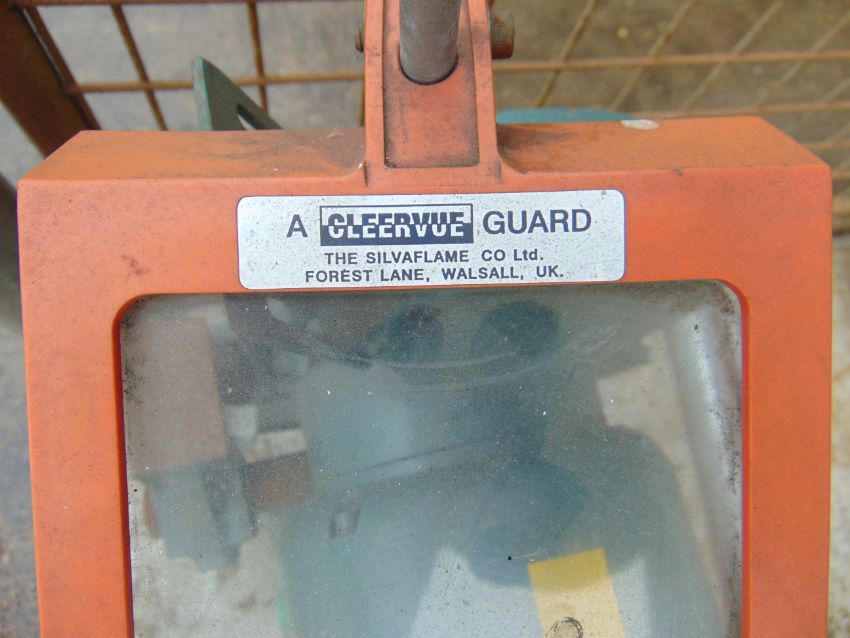 A CLEERVUE GUARD
THE SILVAFLAME CO Ltd.
FOREST LANE, WALSALL, UK.